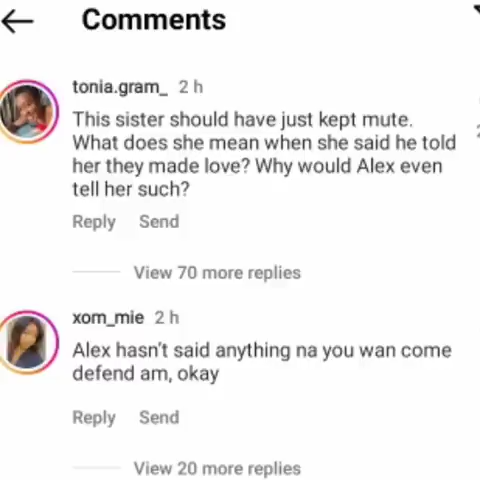 Comments
tonia.gram_ 2 h
This sister should have just kept mute.
What does she mean when she said he told
her they made love? Why would Alex even
tell her such?
Reply Send
View 70 more replies
xom_mie 2 h
Alex hasn't said anything na you wan come
defend am, okay
Reply Send
View 20 more replies